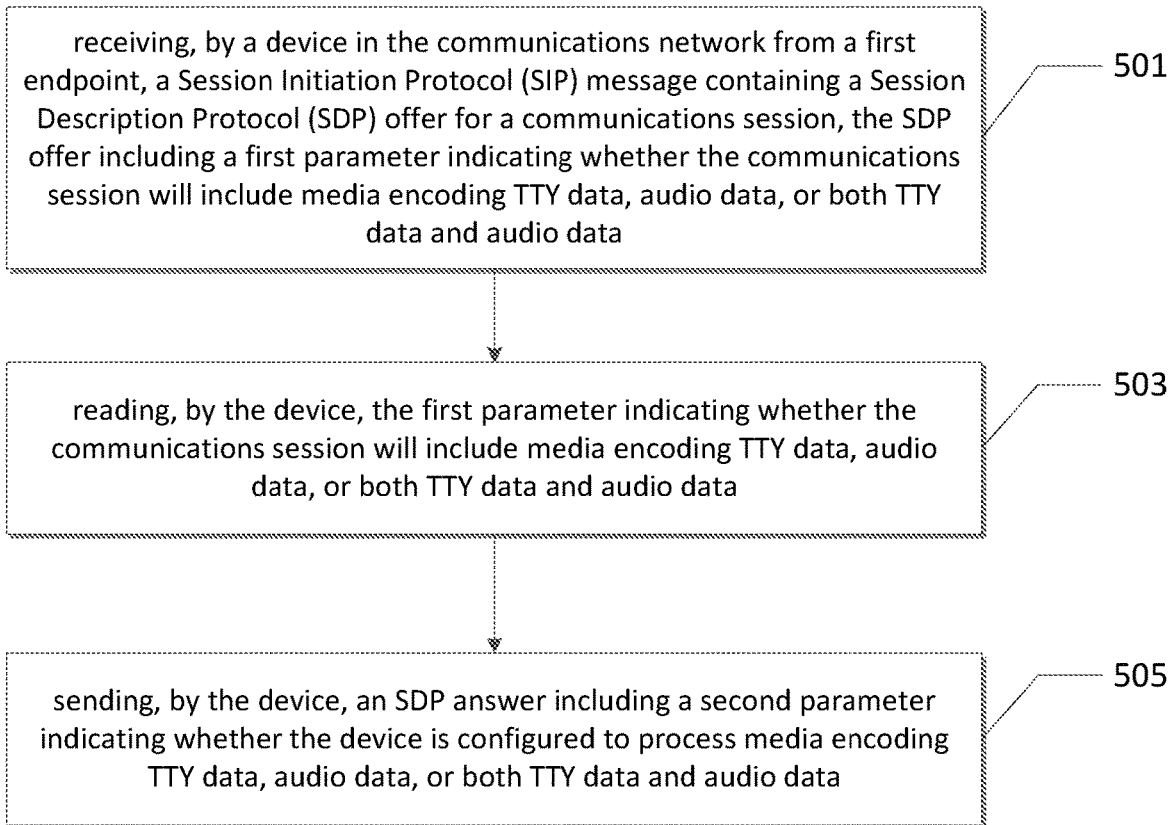 receiving, by a device in the communications network from a first
endpoint, a Session Initiation Protocol (SIP) message containing a Session
Description Protocol (SDP) offer for a communications session, the SDP
offer including a first parameter indicating whether the communications
session will include media encoding TTY data, audio data, or both TTY
data and audio data
501
reading, by the device, the first parameter indicating whether the
communications session will include media encoding TTY data, audio
data, or both TTY data and audio data
503
sending, by the device, an SDP answer including a second parameter
indicating whether the device is configured to process media encoding
TTY data, audio data, or both TTY data and audio data
505